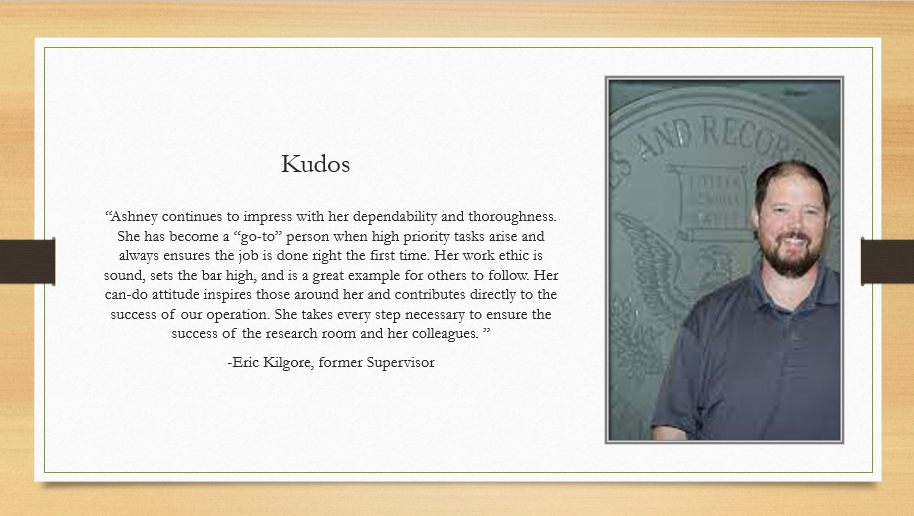 Kudos
“Ashney continues to impress with her dependability and thoroughness.
She has become a “go-to” person when high priority tasks arise and
always ensures the job is done right the first time. Her work ethic is
sound, sets the bar high, and is a great example for others to follow. Her
can-do attitude inspires those around her and contributes directly to the
success of our operation. She takes every step necessary to ensure the
success of the research room and her colleagues. ”
-Eric Kilgore, former Supervisor
ES AND RECOR
LITTERA
SCRIPTA
MANET